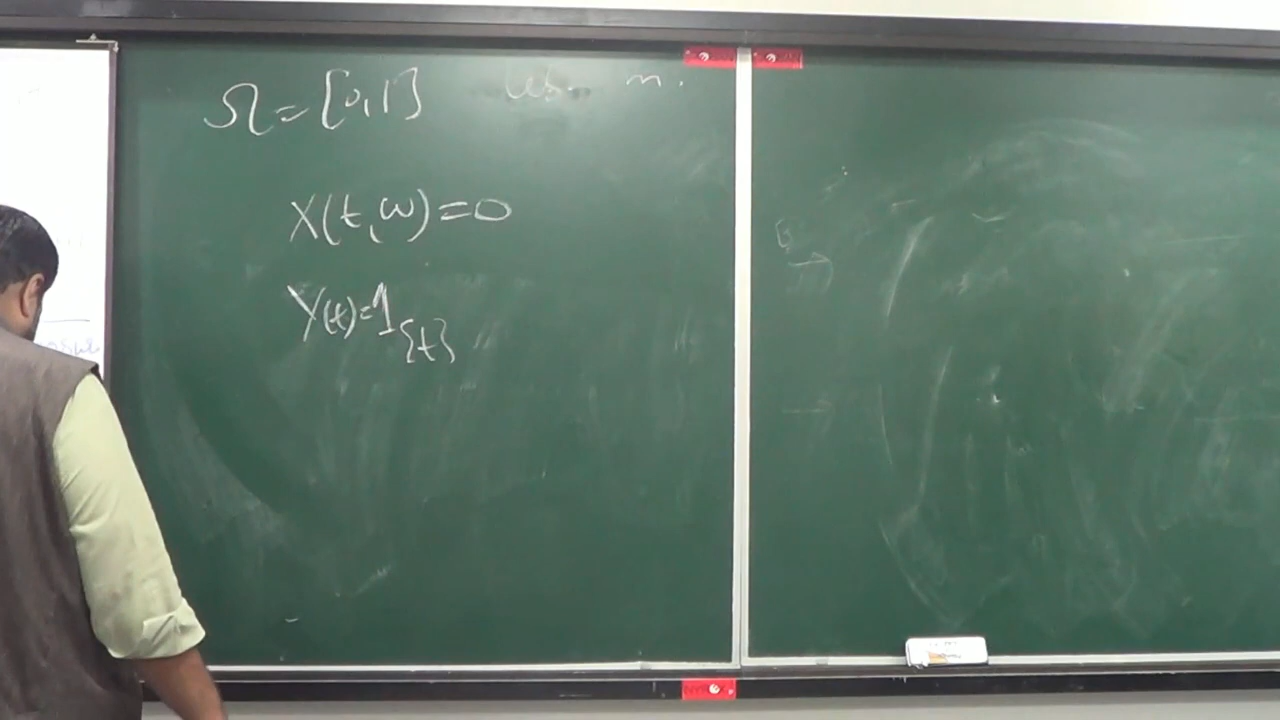 Ω = [0,1] Leb. m.
X(t,ω) = 0
Y(t) = 1_{t}